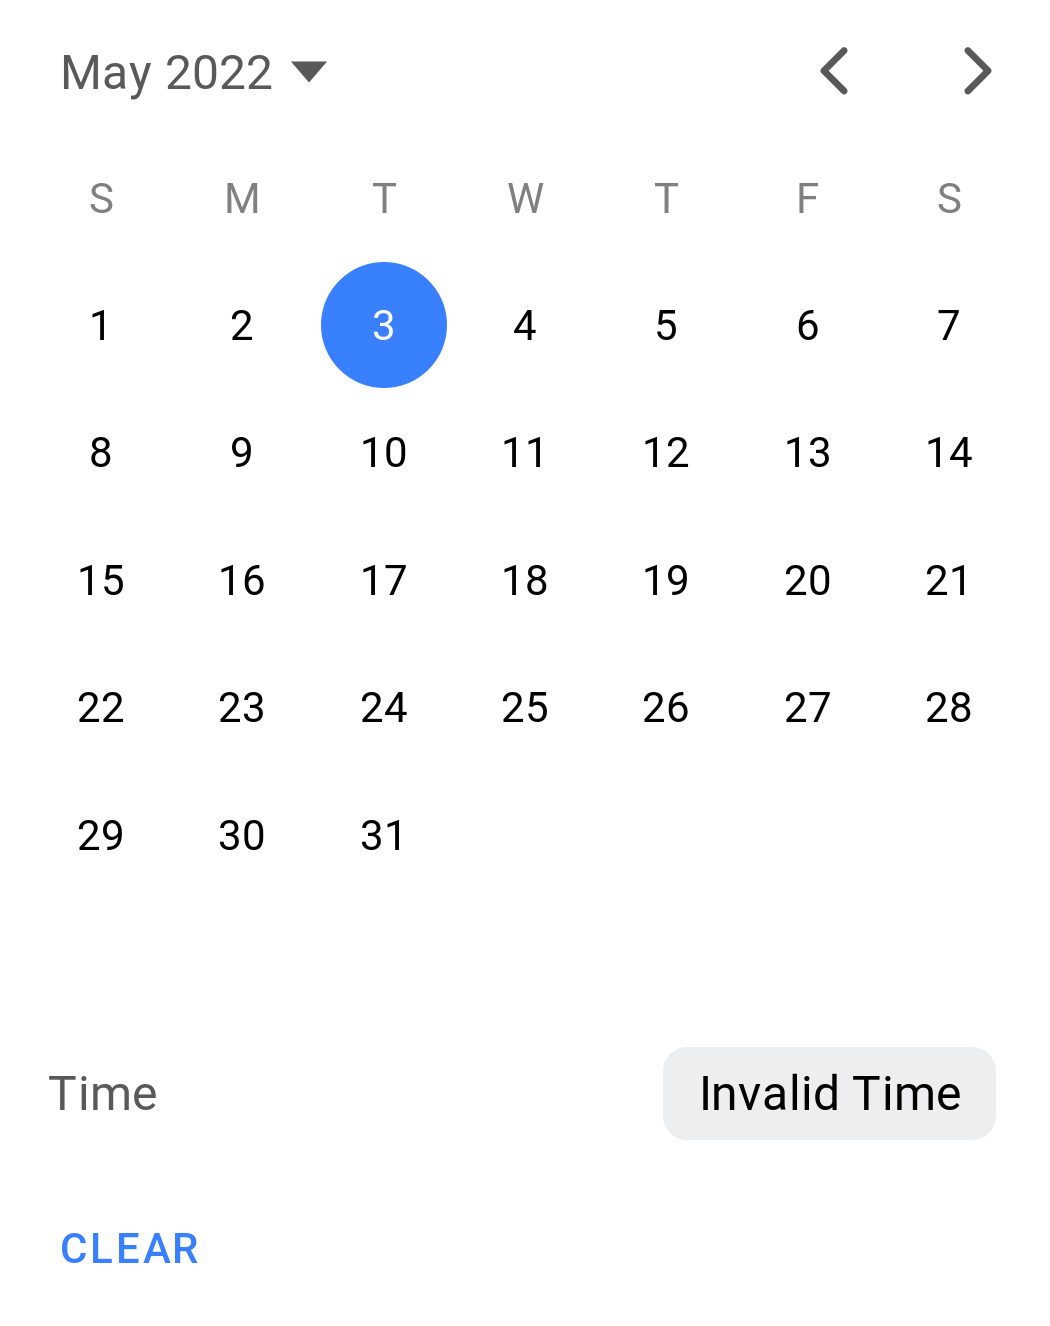 May 2022
S M T W T F S
1 2 3 4 5 6 7
8 9 10 11 12 13 14
15 16 17 18 19 20 21
22 23 24 25 26 27 28
29 30 31
Time Invalid Time
CLEAR